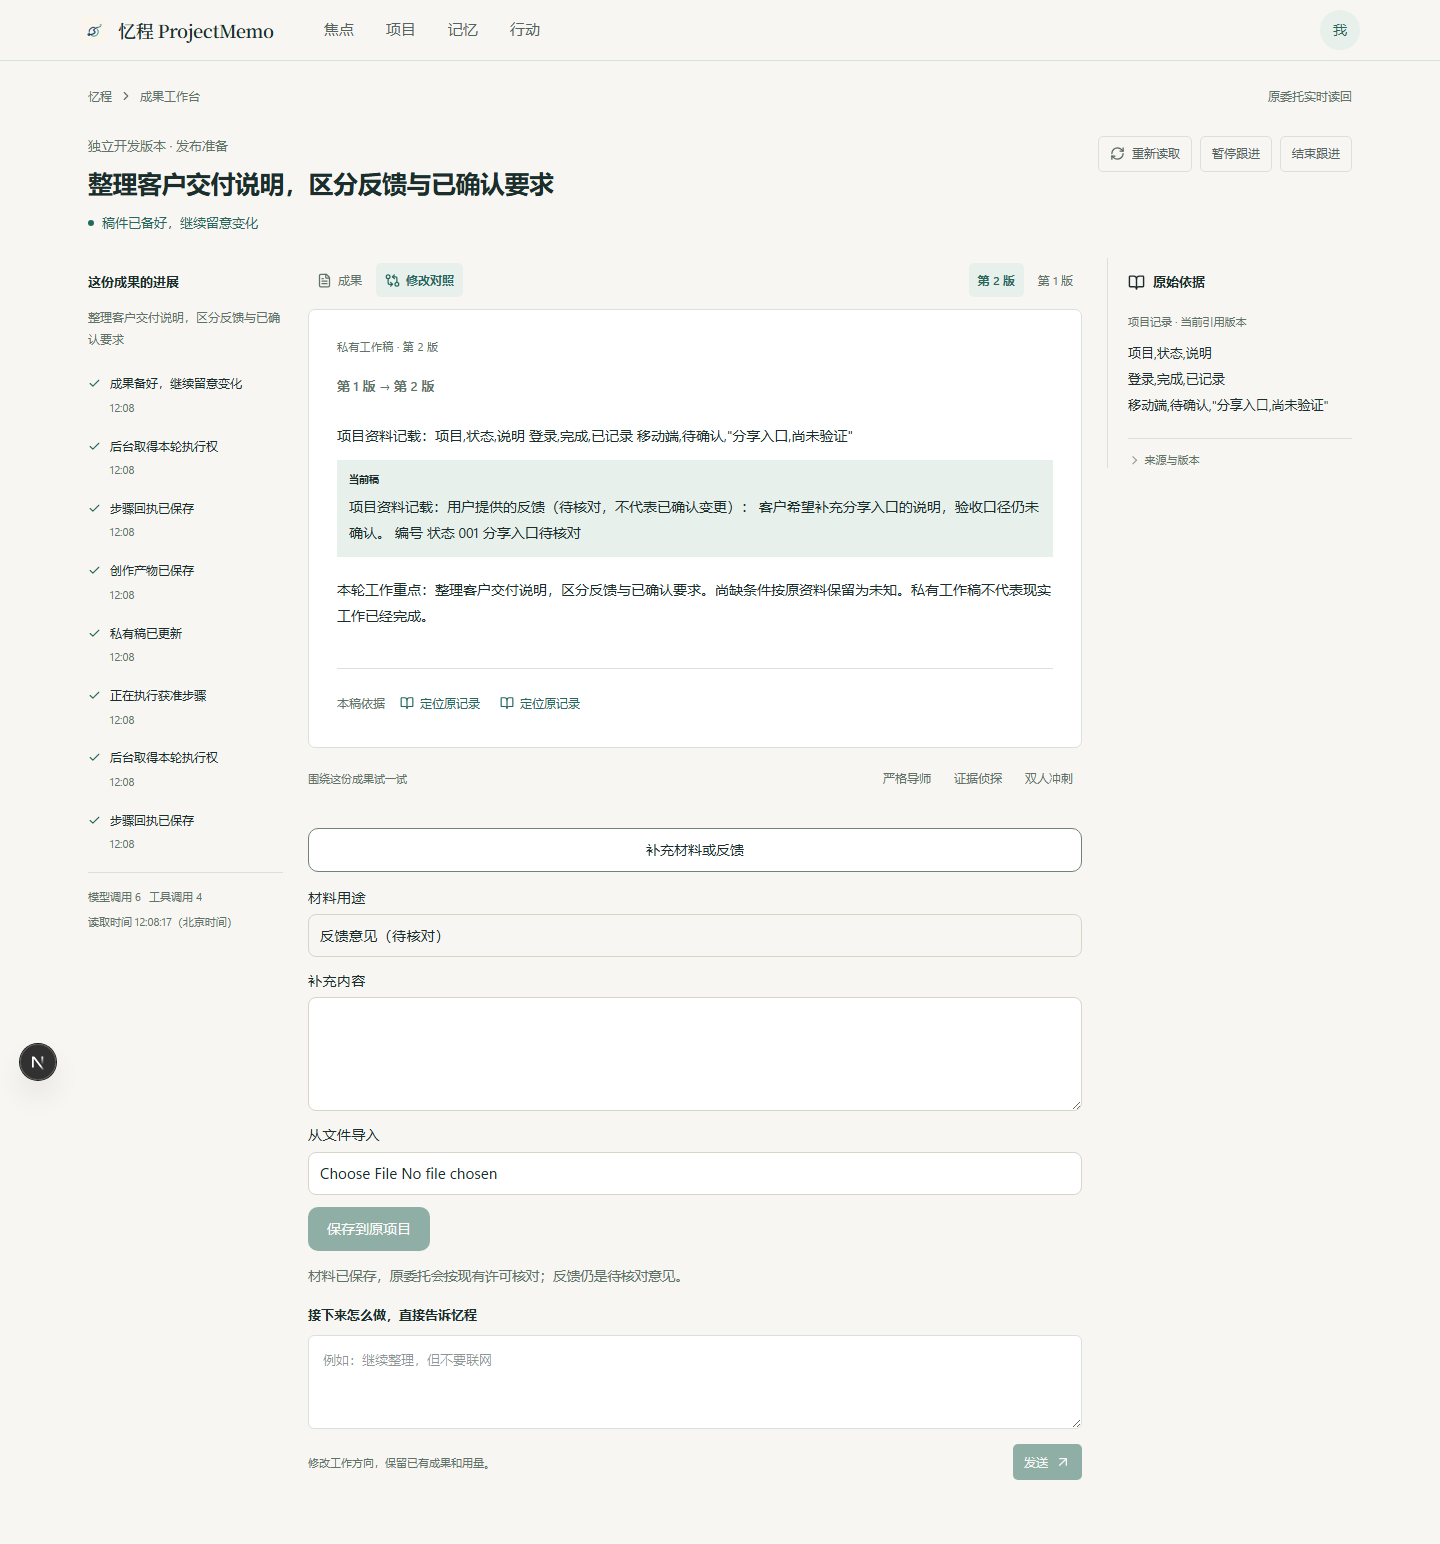 忆程 ProjectMemo
焦点
项目
记忆
行动
我
忆程 > 成果工作台
原委托实时读回
独立开发版本 · 发布准备
重新读取
暂停跟进
结束跟进
整理客户交付说明，区分反馈与已确认要求
稿件已备好，继续留意变化
这份成果的进展
整理客户交付说明，区分反馈与已确
认要求
成果备好，继续留意变化
12:08
后台取得本轮执行权
12:08
步骤回执已保存
12:08
创作产物已保存
12:08
私有稿已更新
12:08
正在执行获准步骤
12:08
后台取得本轮执行权
12:08
步骤回执已保存
12:08
模型调用 6 工具调用 4
读取时间 12:08:17（北京时间）
成果
修改对照
第 2 版
第 1 版
私有工作稿 · 第 2 版
第 1 版 → 第 2 版
项目资料记载：项目,状态,说明 登录,完成,已记录 移动端,待确认,"分享入口,尚未验证"
当前稿
项目资料记载：用户提供的反馈（待核对，不代表已确认变更）： 客户希望补充分享入口的说明，验收口径仍未
确认。 编号 状态 001 分享入口待核对
本轮工作重点：整理客户交付说明，区分反馈与已确认要求。尚缺条件按原资料保留为未知。私有工作稿不代表现实
工作已经完成。
本稿依据
定位原记录
定位原记录
围绕这份成果试一试
严格导师
证据侦探
双人冲刺
补充材料或反馈
材料用途
反馈意见（待核对）
补充内容
从文件导入
Choose File No file chosen
保存到原项目
材料已保存，原委托会按现有许可核对；反馈仍是待核对意见。
接下来怎么做，直接告诉忆程
例如：继续整理，但不要联网
修改工作方向，保留已有成果和用量。
发送
原始依据
项目记录 · 当前引用版本
项目,状态,说明
登录,完成,已记录
移动端,待确认,"分享入口,尚未验证"
来源与版本
N